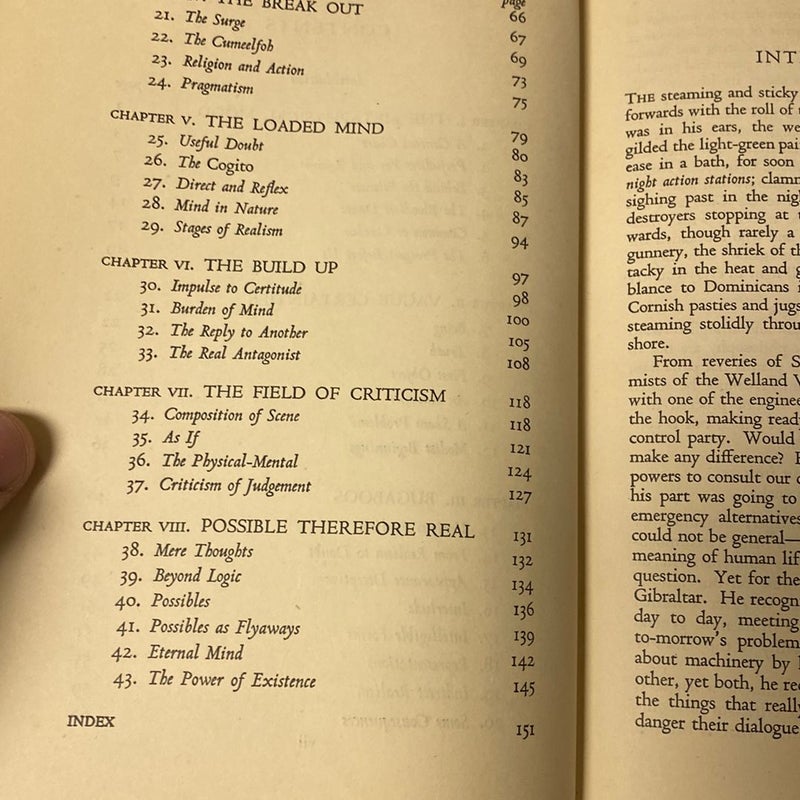 page
THE BREAK OUT 66
21. The Surge 67
22. The Cumeelfob 69
23. Religion and Action 73
24. Pragmatism 75
CHAPTER V. THE LOADED MIND 79
25. Useful Doubt 80
26. The Cogito 83
27. Direct and Reflex 85
28. Mind in Nature 87
29. Stages of Realism 94
CHAPTER VI. THE BUILD UP 97
30. Impulse to Certitude 98
31. Burden of Mind 100
32. The Reply to Another 105
33. The Real Antagonist 108
CHAPTER VII. THE FIELD OF CRITICISM 118
34. Composition of Scene 118
35. As If 121
36. The Physical-Mental 124
37. Criticism of Judgement 127
CHAPTER VIII. POSSIBLE THEREFORE REAL 131
38. Mere Thoughts 132
39. Beyond Logic 134
40. Possibles 136
41. Possibles as Flyaways 139
42. Eternal Mind 142
43. The Power of Existence 145
INDEX 151
INT
THE steaming and sticky
forwards with the roll of
was in his ears, the we
gilded the light-green pai
ease in a bath, for soon
night action stations; clamm
sighing past in the nig
destroyers stopping at
wards, though rarely a
gunnery, the shriek of th
tacky in the heat and g
blance to Dominicans i
Cornish pasties and jugs
steaming stolidly throu
shore.
From reveries of S
mists of the Welland V
with one of the enginee
the hook, making read
control party. Would
make any difference?
powers to consult our
his part was going to
emergency alternatives
could not be general—
meaning of human lif
question. Yet for the
Gibraltar. He recogn
day to day, meeting
to-morrow's problem
about machinery by
other, yet both, he re
the things that reall
danger their dialogue